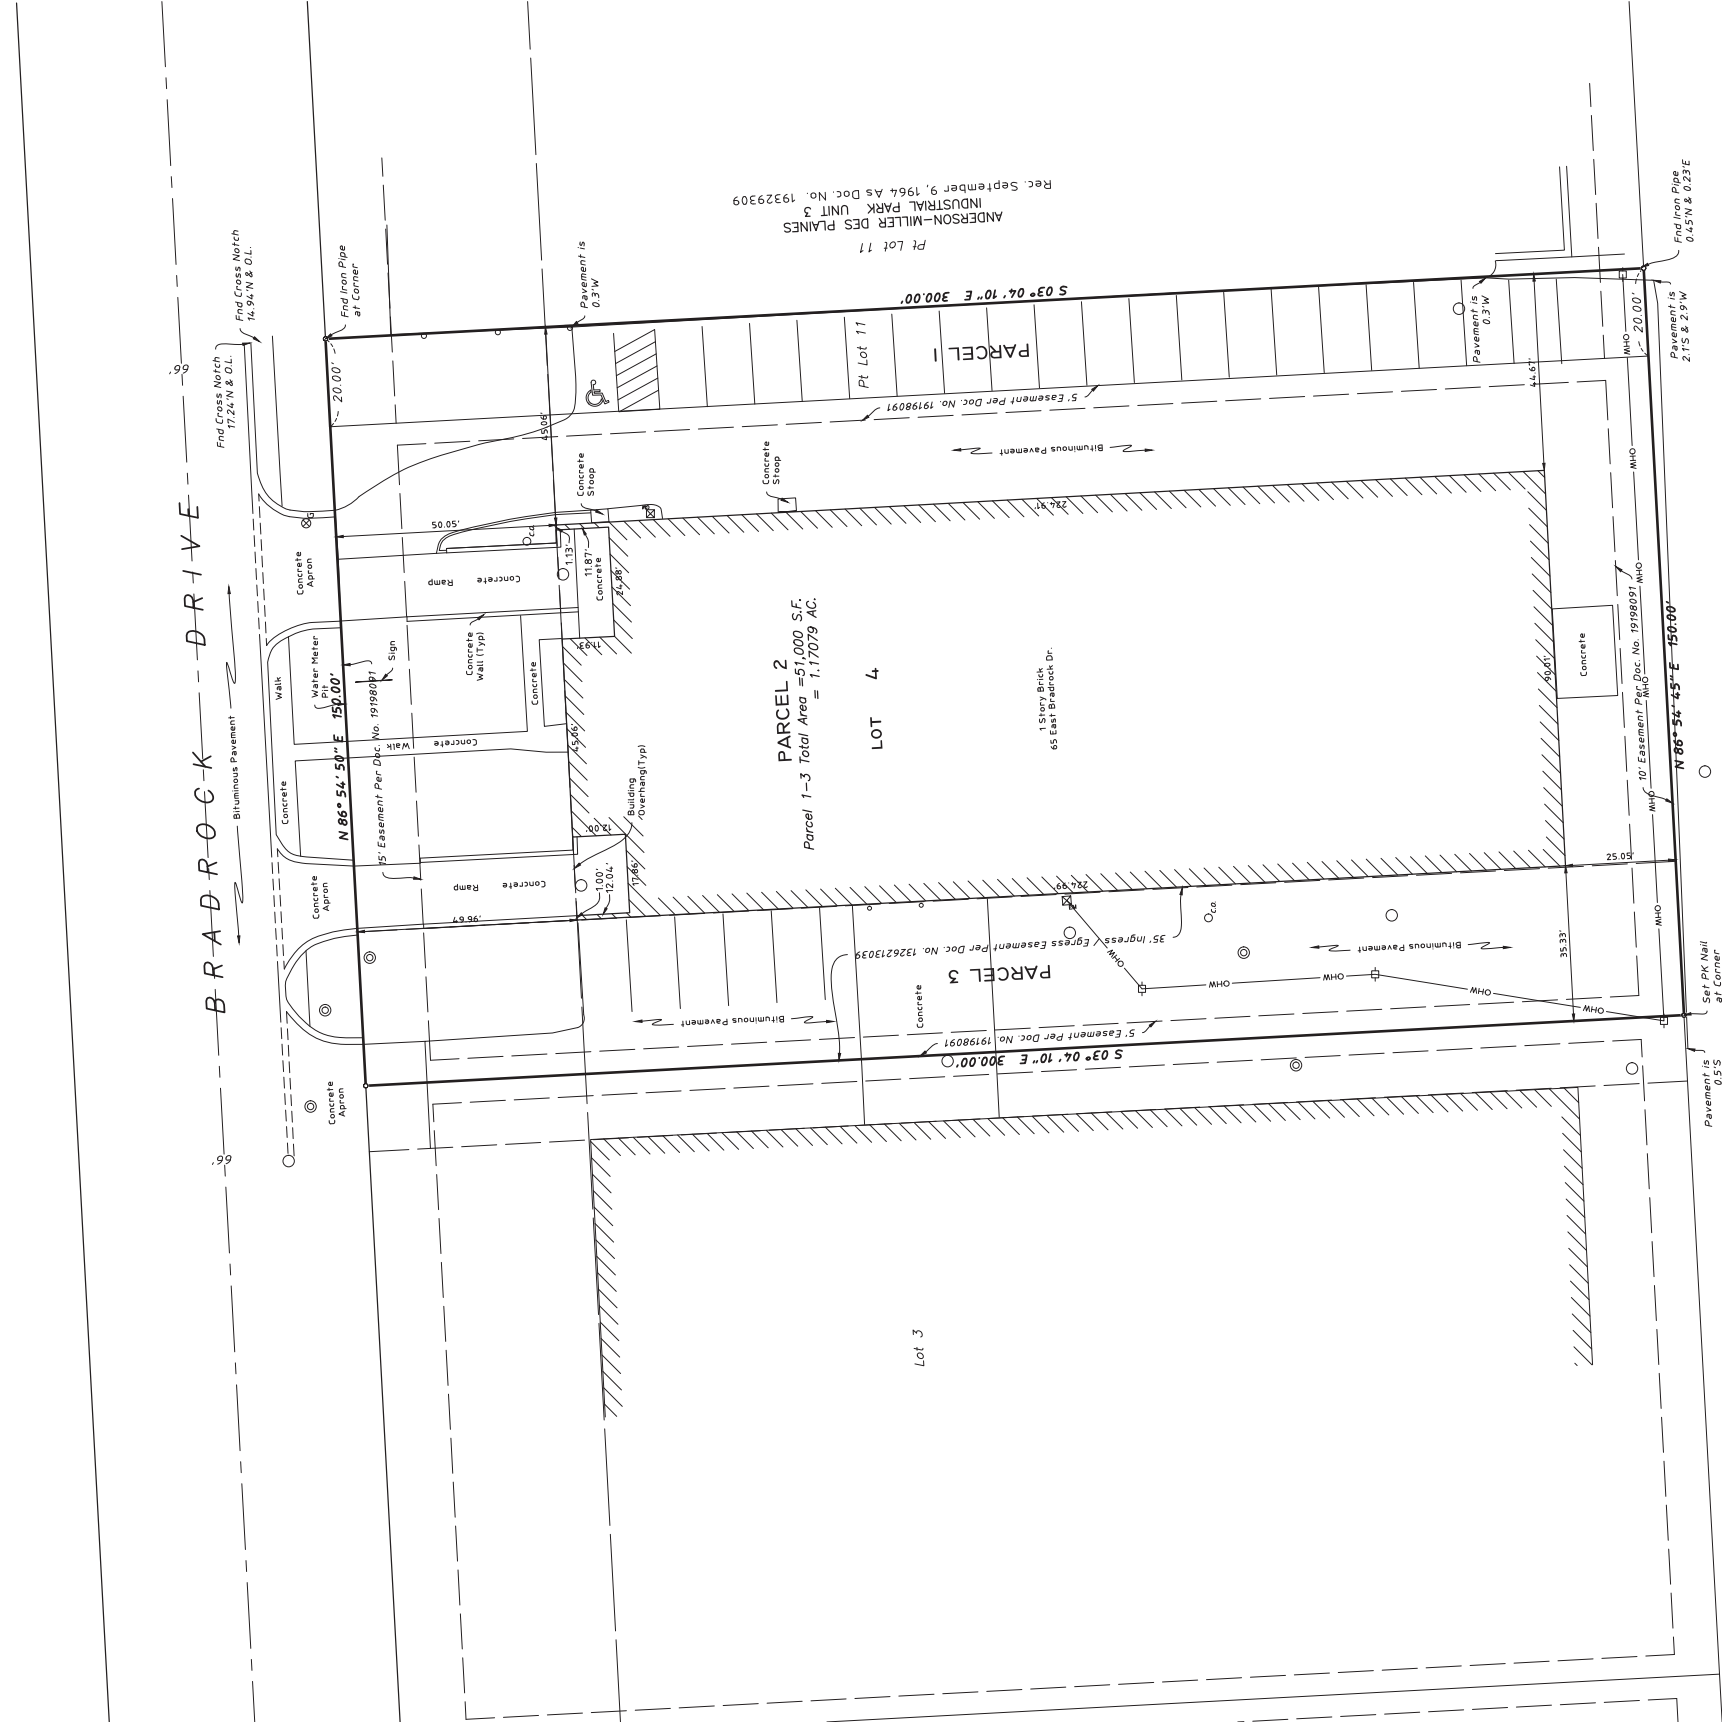 Rec. September 9, 1964 As Doc. No. 19329309
INDUSTRIAL PARK UNIT 3
ANDERSON-MILLER DES PLAINES
Pt Lot 11
Fnd Cross Notch
14.94'N & O.L.
Fnd Cross Notch
17.24'N & O.L.
Fnd Iron Pipe
at Corner
Pavement is
0.3'W
Fnd Iron Pipe
0.45'N & 0.23'E
Pavement is
0.3'W
Pavement is
2.1'S & 2.9'W
66'
20.00'
20.00'
S 03° 04' 10" E 300.00'
PARCEL 1
Pt Lot 11
5' Easement Per Doc. No. 19198091
45.06'
44.67'
Bituminous Pavement
Concrete
Stoop
Concrete
Stoop
224.91'
50.05'
c.o.
G
1.13'
11.87'
Concrete
24.88'
Concrete
Ramp
Concrete
Apron
Concrete
Wall (Typ)
11.93'
Water Meter
Pit
Sign
Walk
Concrete
BRADROCK DRIVE
Bituminous Pavement
N 86° 54' 50" E 150.00'
15' Easement Per Doc. No. 19198091
Concrete
Walk
Concrete
45.06'
Building
Overhang(Typ)
12.00'
PARCEL 2
Parcel 1-3 Total Area =51,000 S.F.
= 1.17079 AC.
LOT 4
1 Story Brick
65 East Bradrock Dr.
90.01'
Concrete
10' Easement Per Doc. No. 19198091
N 86° 54' 45" E 150.00'
OHW
OHW
OHW
OHW
OHW
OHW
25.05'
Concrete
Ramp
Concrete
Apron
1.00'
12.04'
17.86'
49.96'
224.99'
E
35' Ingress / Egress Easement Per Doc. No. 1326213039
c.o.
PARCEL 3
Concrete
Bituminous Pavement
Bituminous Pavement
35.33'
OHW
OHW
OHW
OHW
OHW
5' Easement Per Doc. No. 19198091
S 03° 04' 10" E 300.00'
Set PK Nail
at Corner
Pavement is
0.5'S
Concrete
Apron
66'
Lot 3